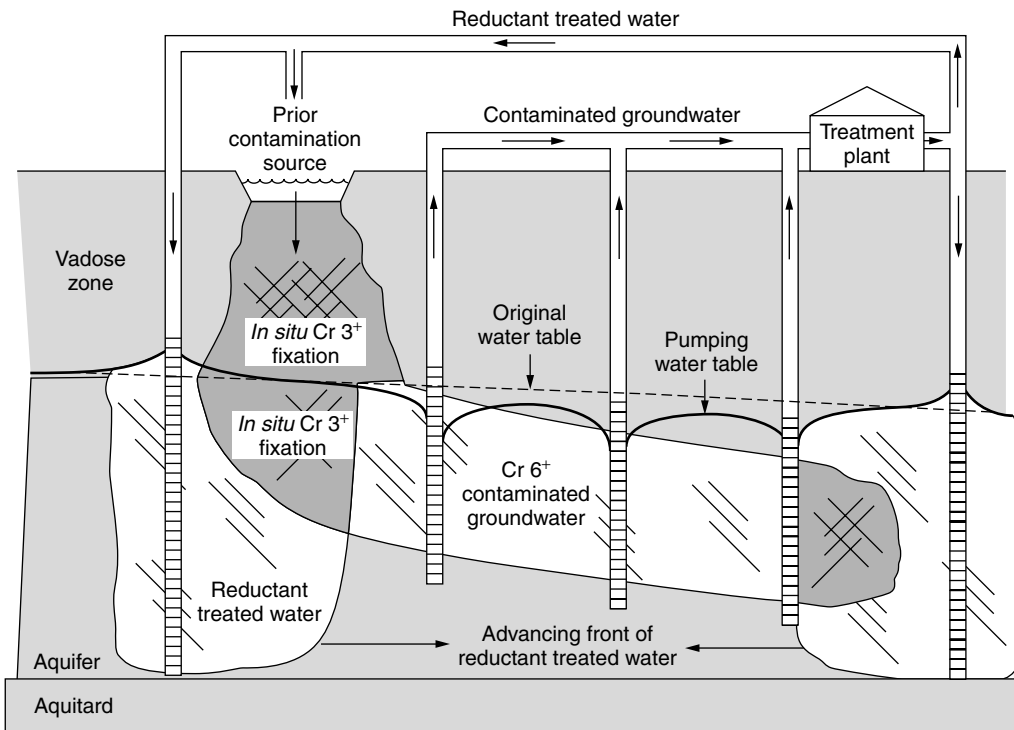 Reductant treated water
Prior
contamination
source
Contaminated groundwater
Treatment
plant
Vadose
zone
Original
water table
Pumping
water table
In situ Cr 3+
fixation
In situ Cr 3+
fixation
Cr 6+
contaminated
groundwater
Reductant
treated water
Advancing front of
reductant treated water
Aquifer
Aquitard